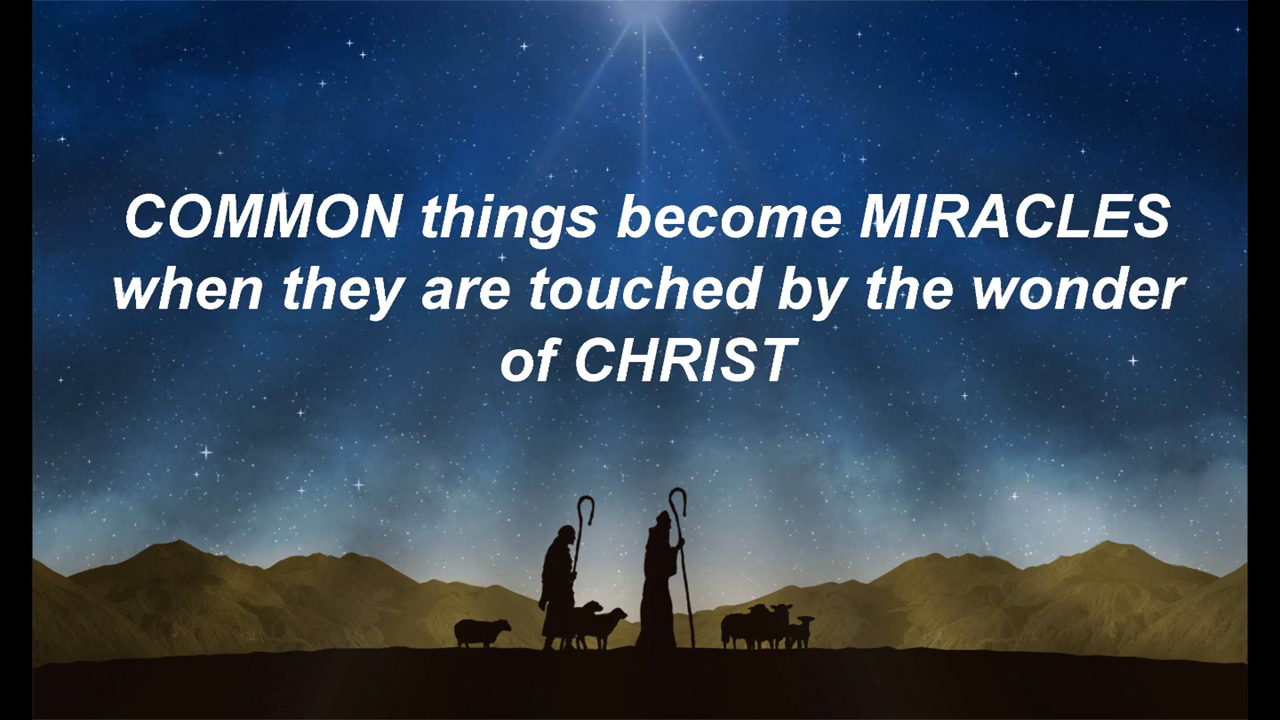 COMMON things become MIRACLES
when they are touched by the wonder
of CHRIST